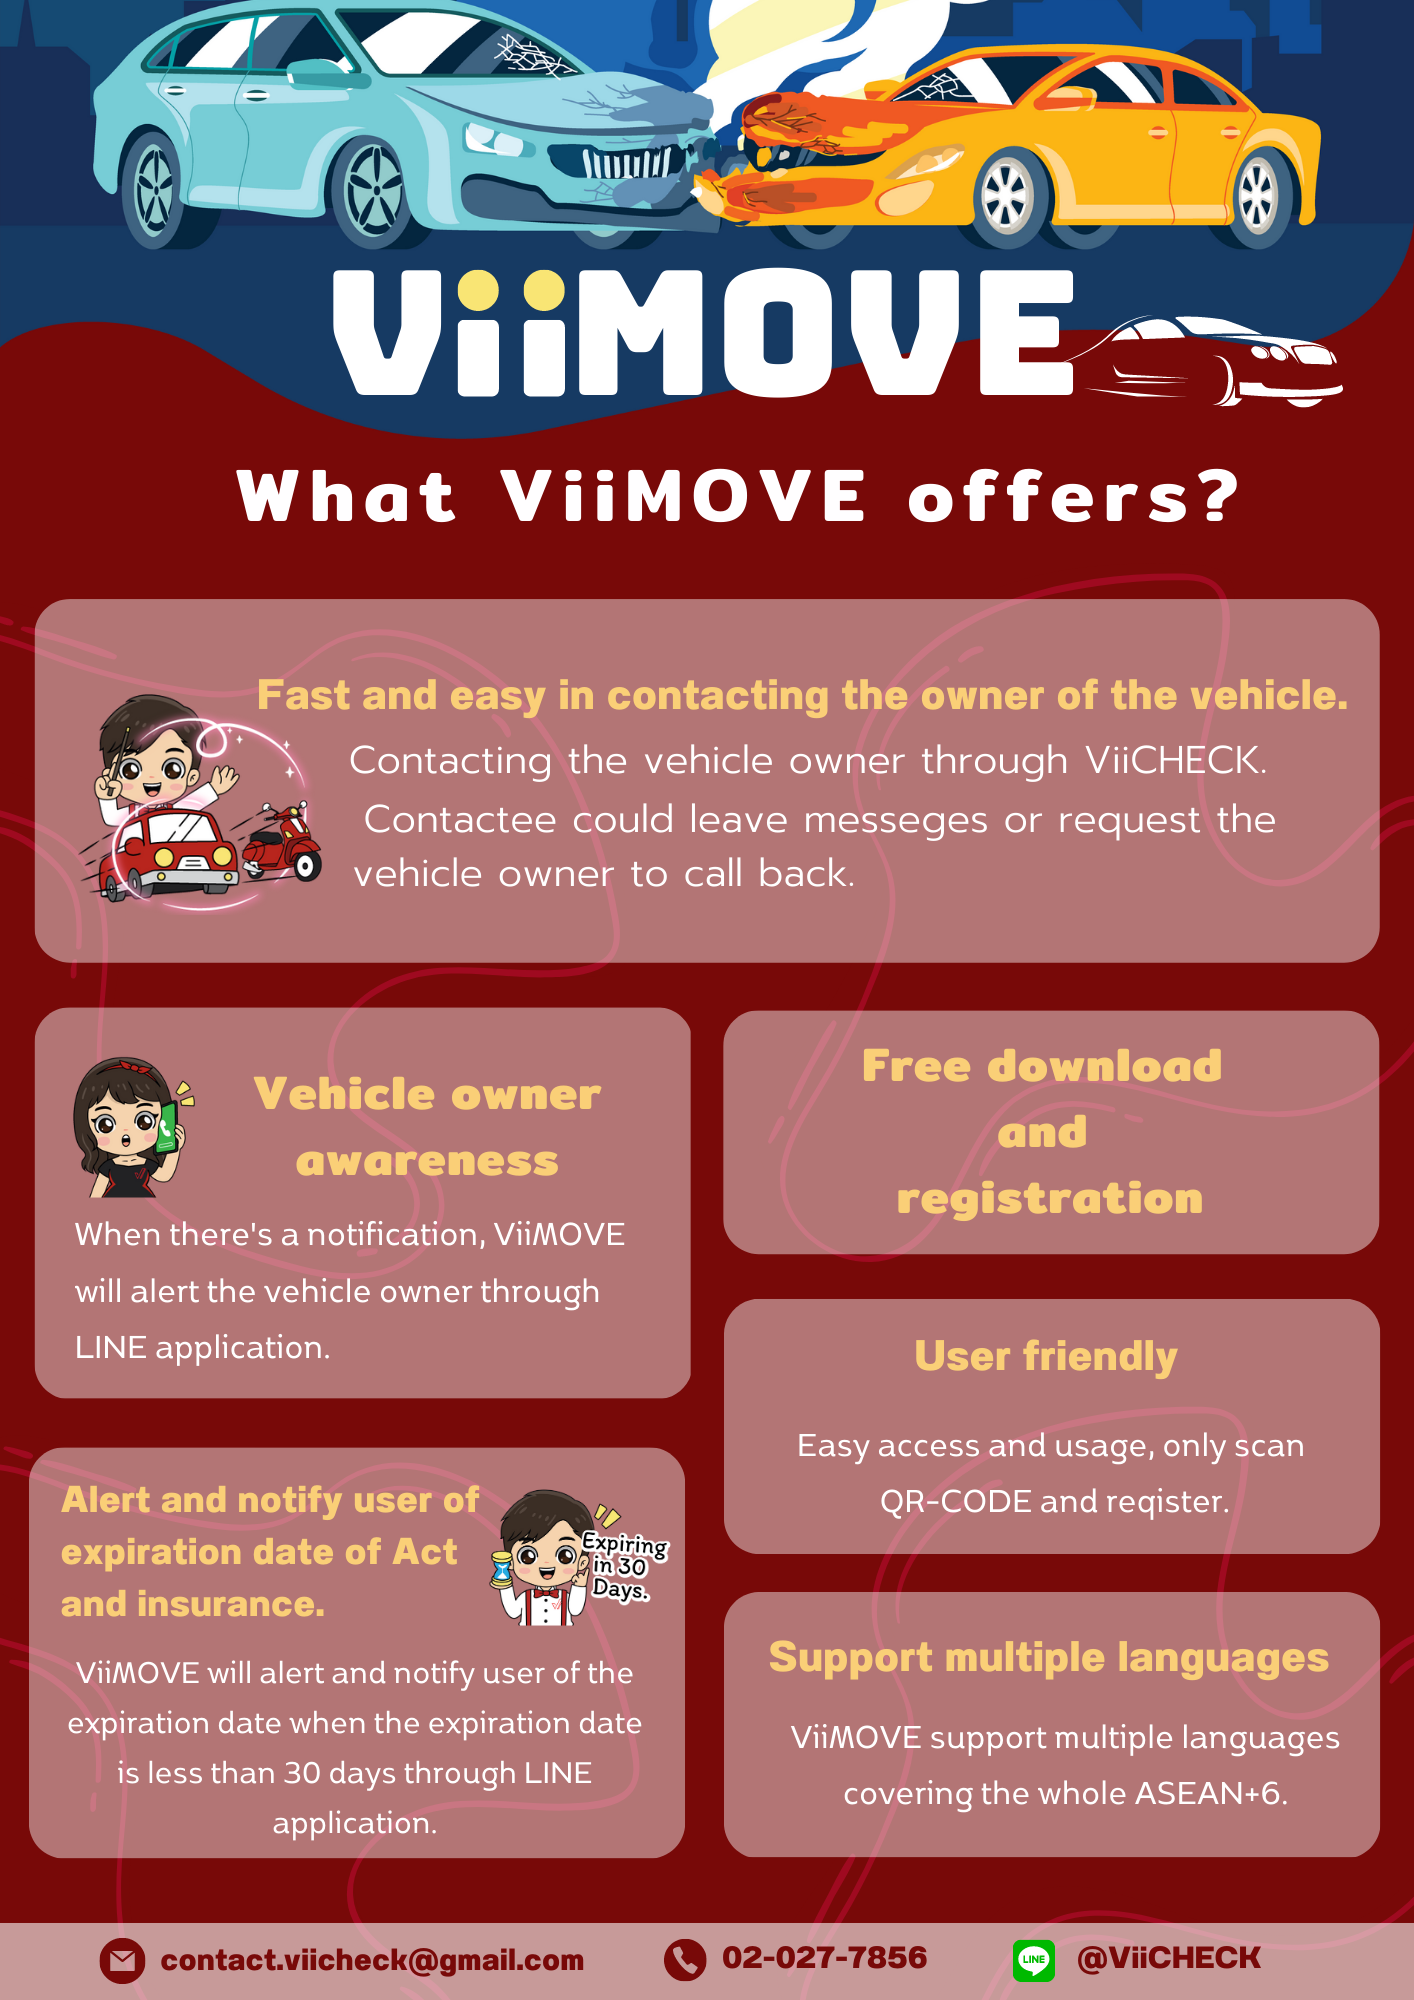 ViiMOVE
What ViiMOVE offers?
Fast and easy in contacting the owner of the vehicle.
Contacting the vehicle owner through ViiCHECK.
Contactee could leave messeges or request the
vehicle owner to call back.
Vehicle owner
awareness
When there's a notification, ViiMOVE
will alert the vehicle owner through
LINE application.
Free download
and
registration
User friendly
Easy access and usage, only scan
QR-CODE and reqister.
Alert and notify user of
expiration date of Act
and insurance.
Expiring
in 30
Days.
ViiMOVE will alert and notify user of the
expiration date when the expiration date
is less than 30 days through LINE
application.
Support multiple languages
ViiMOVE support multiple languages
covering the whole ASEAN+6.
contact.viicheck@gmail.com
02-027-7856
LINE
@ViiCHECK